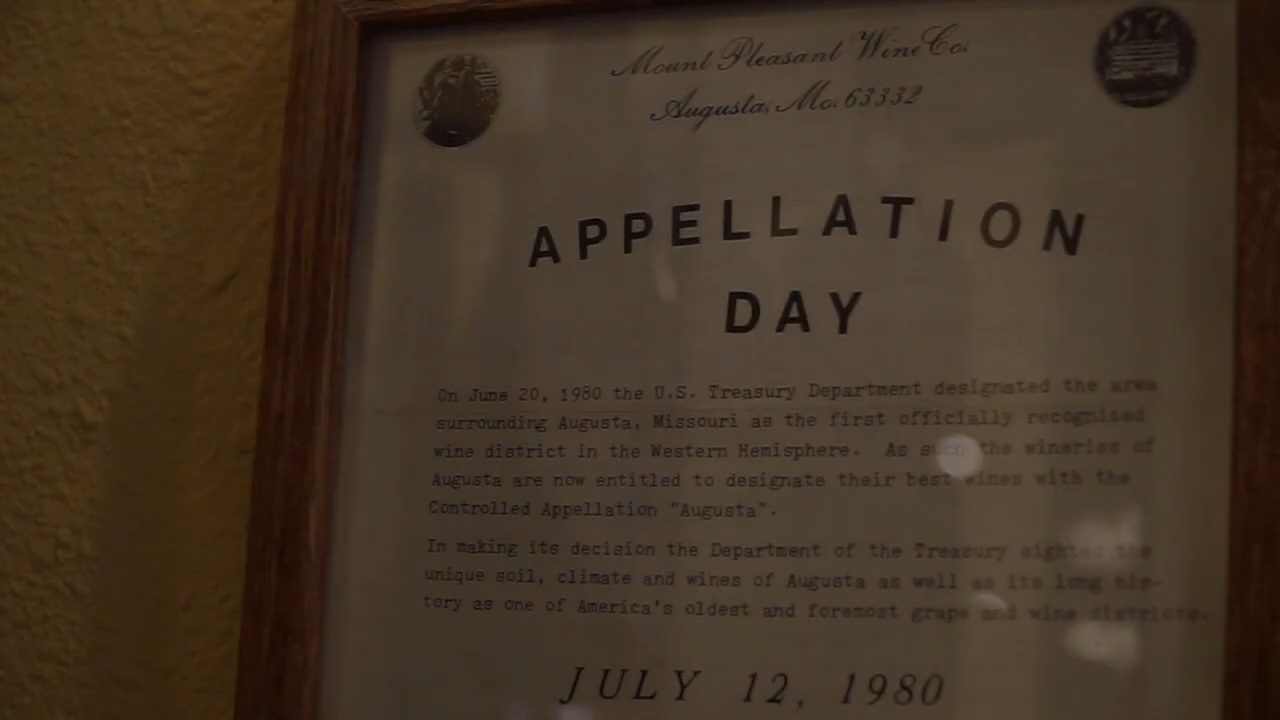 Mount Pleasant Wine Co.
Augusta, Mo. 63332
APPELLATION
DAY
On June 20, 1980 the U.S. Treasury Department designated the area
surrounding Augusta, Missouri as the first officially recognized
wine district in the Western Hemisphere. As such the wineries of
Augusta are now entitled to designate their best wines with the
Controlled Appellation "Augusta".
In making its decision the Department of the Treasury wighted the
unique soil, climate and wines of Augusta as well as its long his-
tory as one of America's oldest and foremost grape and wine districts.
JULY 12, 1980